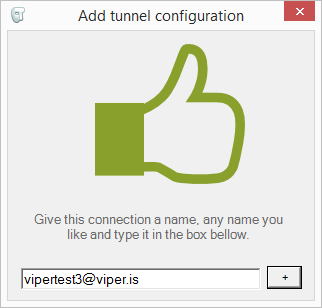 Add tunnel configuration
Give this connection a name, any name you
like and type it in the box bellow.
vipertest3@viper.is
+